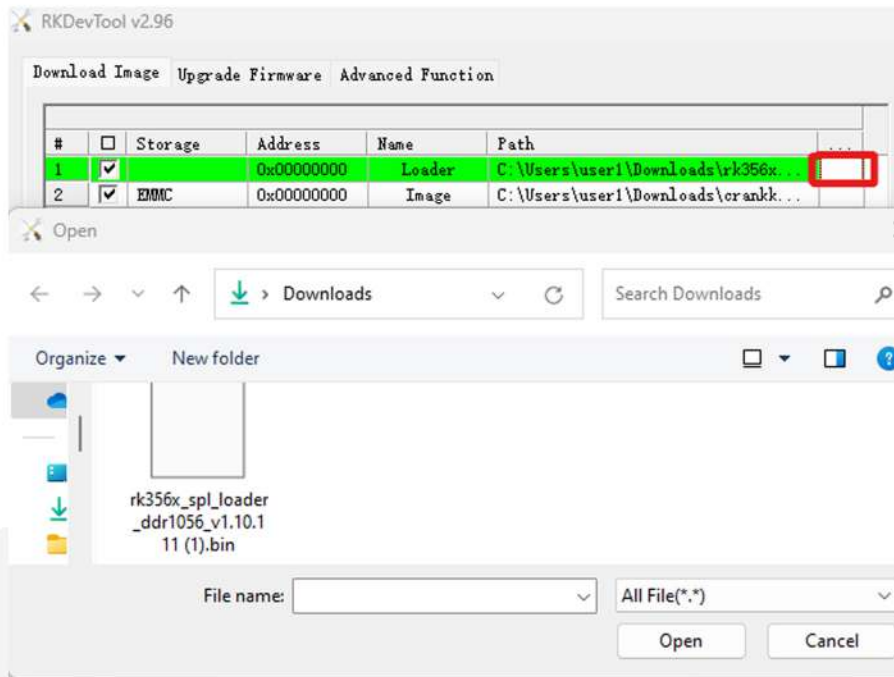 RKDevTool v2.96
Download Image Upgrade Firmware Advanced Function
# Storage Address Name Path ...
1 0x00000000 Loader C:\Users\user1\Downloads\rk356x...
2 EMMC 0x00000000 Image C:\Users\user1\Downloads\crankk...
Open
Downloads
Search Downloads
Organize New folder
rk356x_spl_loader
_ddr1056_v1.10.1
11 (1).bin
File name: All File(*.*)
Open Cancel